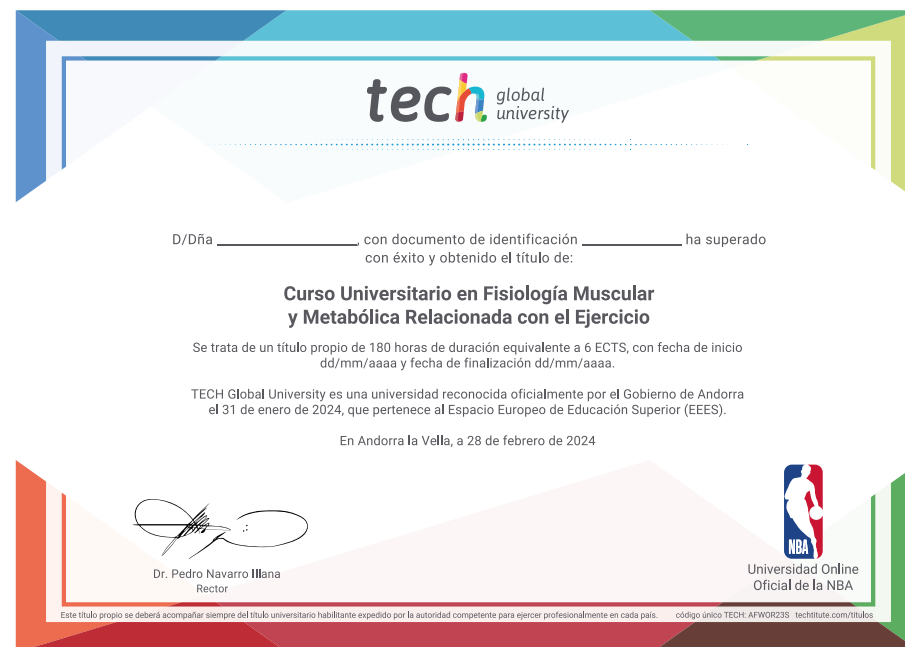 tech global university
D/Dña ____________________, con documento de identificación ______________ ha superado
con éxito y obtenido el título de:
Curso Universitario en Fisiología Muscular
y Metabólica Relacionada con el Ejercicio
Se trata de un título propio de 180 horas de duración equivalente a 6 ECTS, con fecha de inicio
dd/mm/aaaa y fecha de finalización dd/mm/aaaa.
TECH Global University es una universidad reconocida oficialmente por el Gobierno de Andorra
el 31 de enero de 2024, que pertenece al Espacio Europeo de Educación Superior (EEES).
En Andorra la Vella, a 28 de febrero de 2024
Dr. Pedro Navarro Illana
Rector
NBA
Universidad Online
Oficial de la NBA
Este título propio se deberá acompañar siempre del título universitario habilitante expedido por la autoridad competente para ejercer profesionalmente en cada país. código único TECH: AFWOR23S techtitute.com/titulos